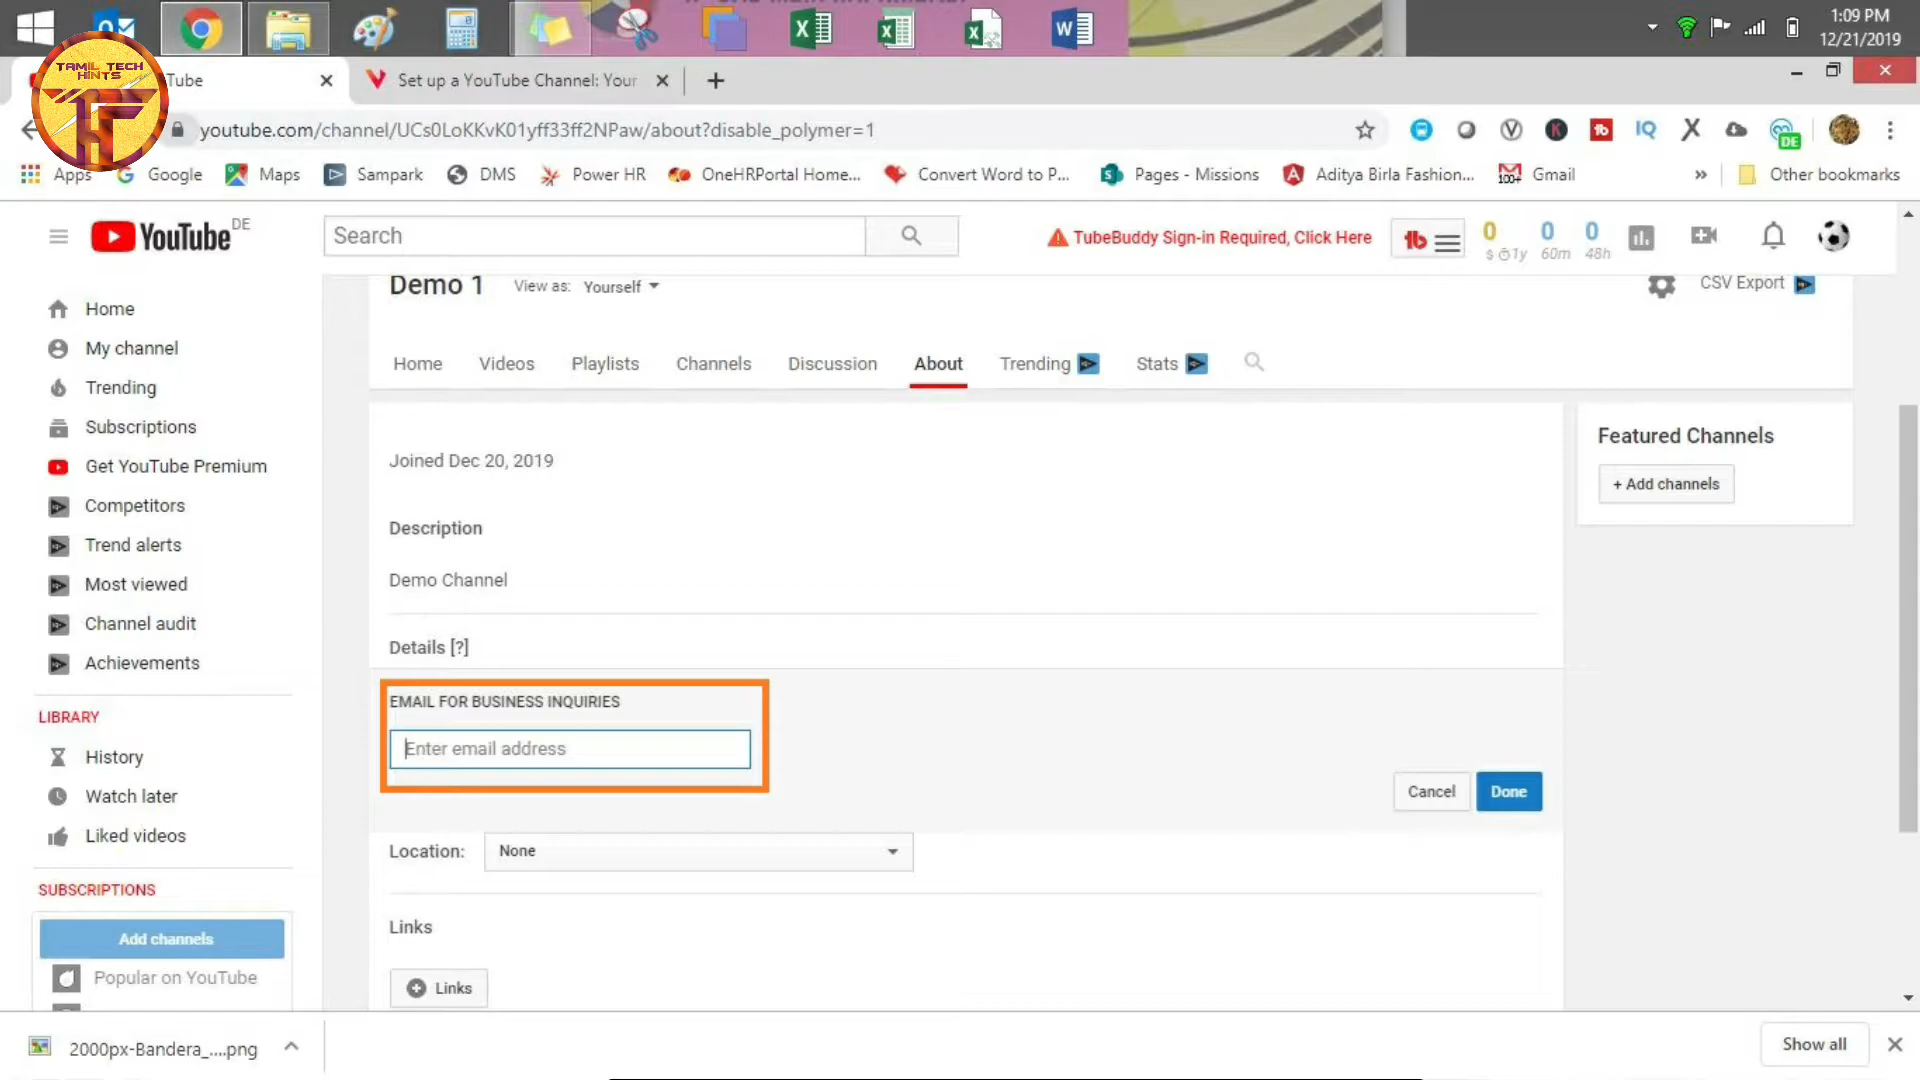 1:09 PM
12/21/2019
TAMIL TECH
HINTS
Tube
Set up a YouTube Channel: Your
youtube.com/channel/UCs0LoKKvK01yff33ff2NPaw/about?disable_polymer=1
Apps Google Maps Sampark DMS Power HR OneHRPortal Home... Convert Word to P... Pages - Missions Aditya Birla Fashion... Gmail » Other bookmarks
YouTube DE
Search
TubeBuddy Sign-in Required, Click Here
0 0 0
1y 60m 48h
Demo 1 View as: Yourself
CSV Export
Home Videos Playlists Channels Discussion About Trending Stats
Home
My channel
Trending
Subscriptions
Get YouTube Premium
Competitors
Trend alerts
Most viewed
Channel audit
Achievements
LIBRARY
History
Watch later
Liked videos
SUBSCRIPTIONS
Add channels
Popular on YouTube
Joined Dec 20, 2019
Description
Demo Channel
Details [?]
EMAIL FOR BUSINESS INQUIRIES
Enter email address
Cancel Done
Location: None
Links
Links
Featured Channels
+ Add channels
2000px-Bandera_....png
Show all